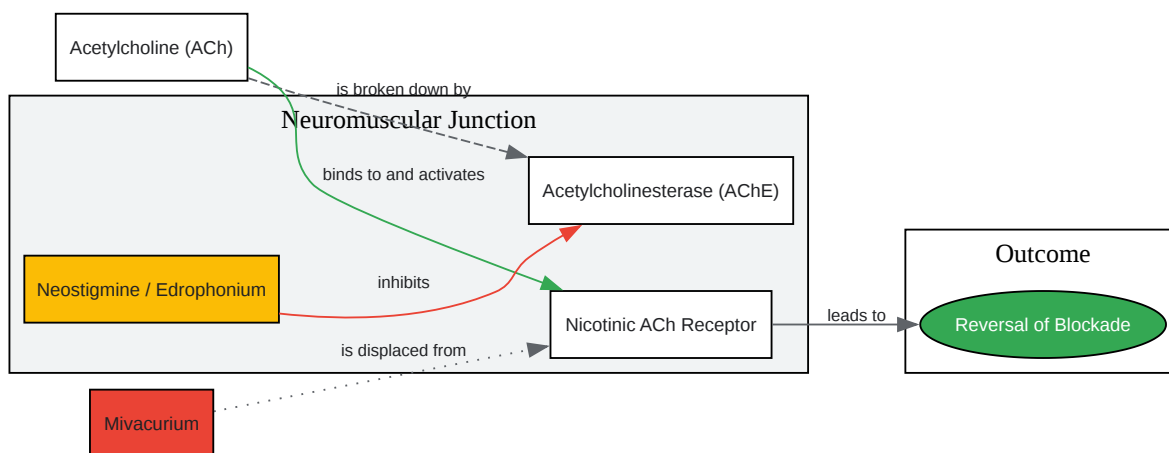 Acetylcholine (ACh)
is broken down by
Neuromuscular Junction
binds to and activates
Acetylcholinesterase (AChE)
Neostigmine / Edrophonium
inhibits
Nicotinic ACh Receptor
is displaced from
Mivacurium
leads to
Outcome
Reversal of Blockade